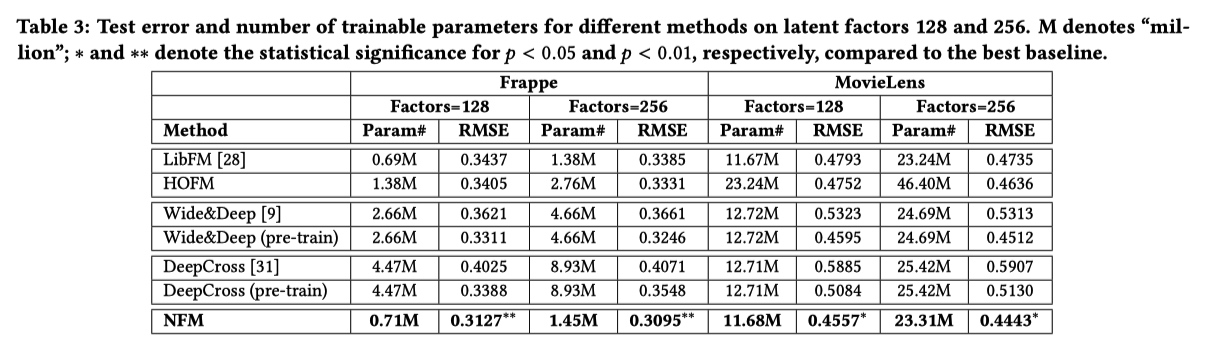 Table 3: Test error and number of trainable parameters for different methods on latent factors 128 and 256. M denotes “mil-
lion”; ∗ and ∗∗ denote the statistical significance for p < 0.05 and p < 0.01, respectively, compared to the best baseline.
Frappe MovieLens
Factors=128 Factors=256 Factors=128 Factors=256
Method Param# RMSE Param# RMSE Param# RMSE Param# RMSE
LibFM [28] 0.69M 0.3437 1.38M 0.3385 11.67M 0.4793 23.24M 0.4735
HOFM 1.38M 0.3405 2.76M 0.3331 23.24M 0.4752 46.40M 0.4636
Wide&Deep [9] 2.66M 0.3621 4.66M 0.3661 12.72M 0.5323 24.69M 0.5313
Wide&Deep (pre-train) 2.66M 0.3311 4.66M 0.3246 12.72M 0.4595 24.69M 0.4512
DeepCross [31] 4.47M 0.4025 8.93M 0.4071 12.71M 0.5885 25.42M 0.5907
DeepCross (pre-train) 4.47M 0.3388 8.93M 0.3548 12.71M 0.5084 25.42M 0.5130
NFM 0.71M 0.3127** 1.45M 0.3095** 11.68M 0.4557* 23.31M 0.4443*